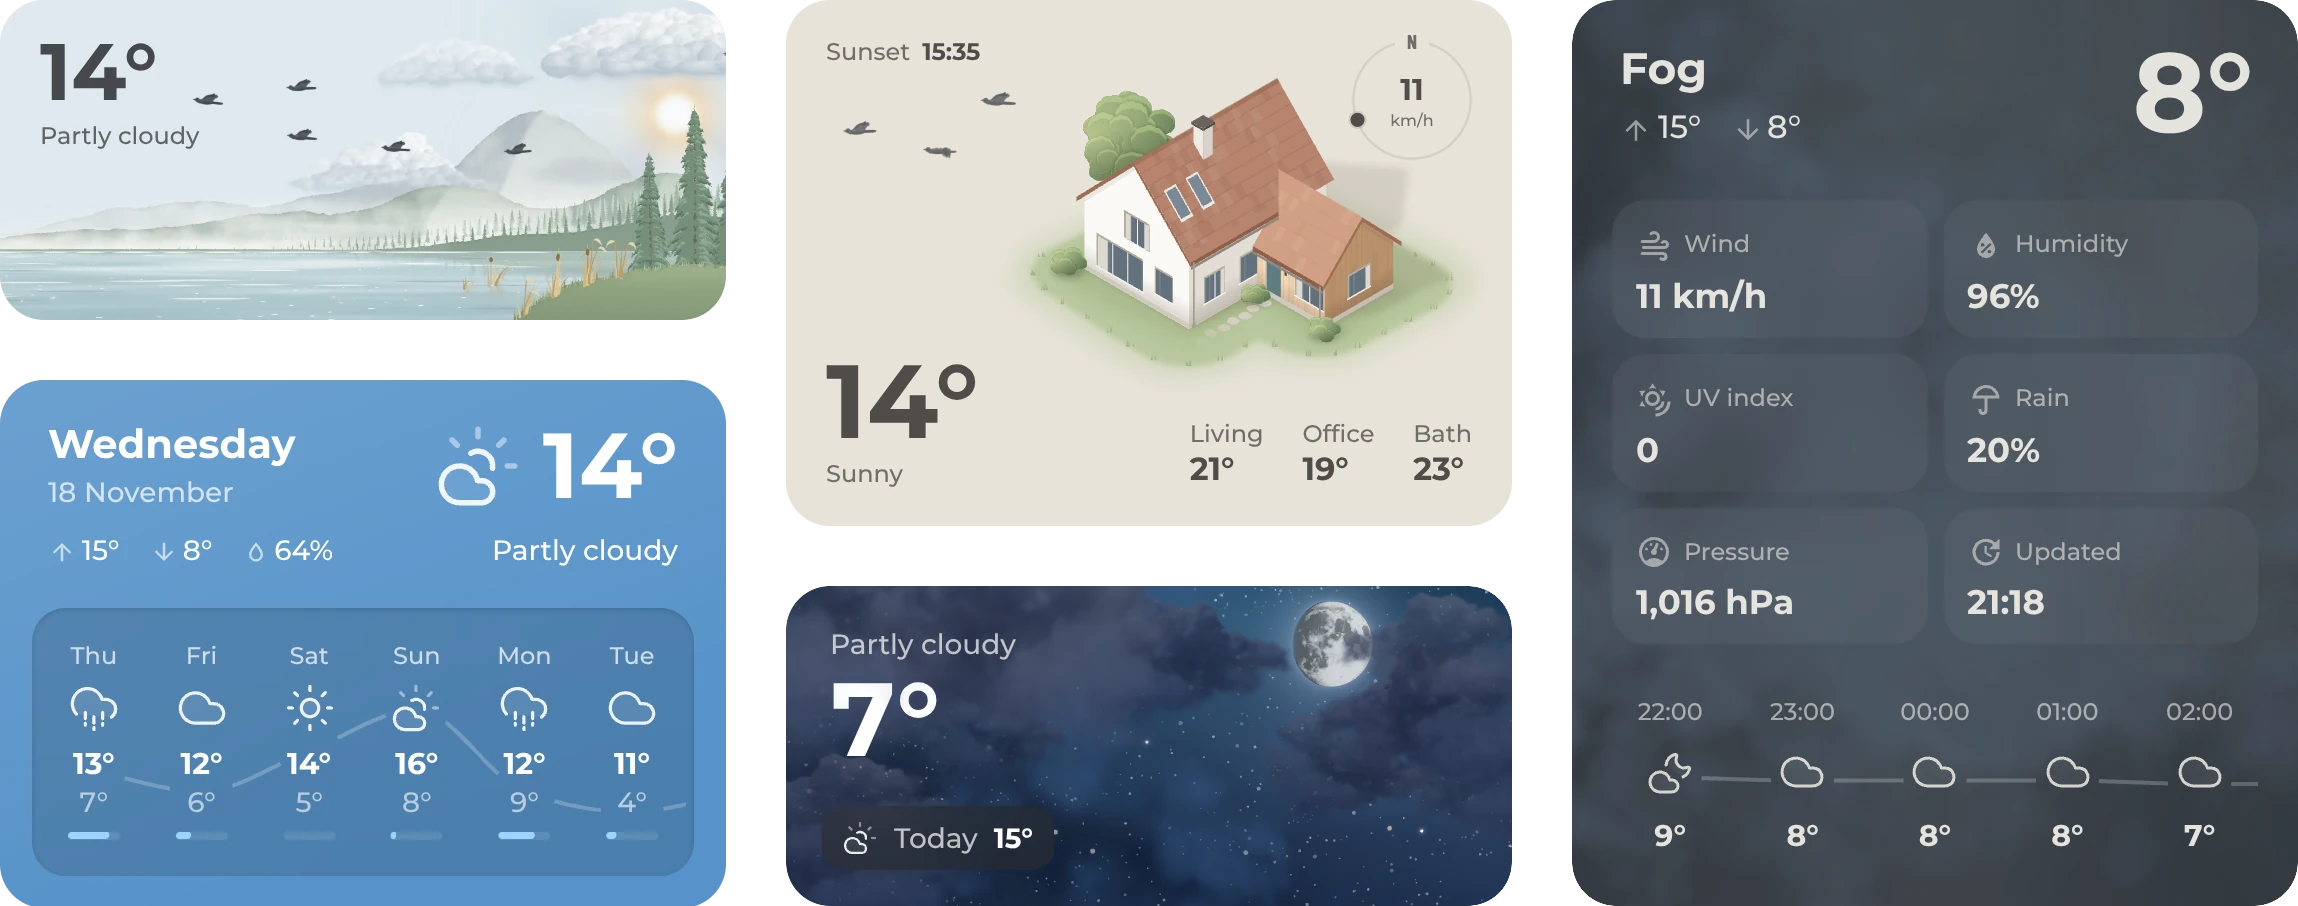 14°
Partly cloudy
Wednesday
18 November
14°
15° 8° 64%
Partly cloudy
Thu Fri Sat Sun Mon Tue
13° 12° 14° 16° 12° 11°
7° 6° 5° 8° 9° 4°
Sunset 15:35
N
11
km/h
14°
Sunny
Living Office Bath
21° 19° 23°
Partly cloudy
7°
Today 15°
Fog
8°
15° 8°
Wind
11 km/h
Humidity
96%
UV index
0
Rain
20%
Pressure
1,016 hPa
Updated
21:18
22:00 23:00 00:00 01:00 02:00
9° 8° 8° 8° 7°